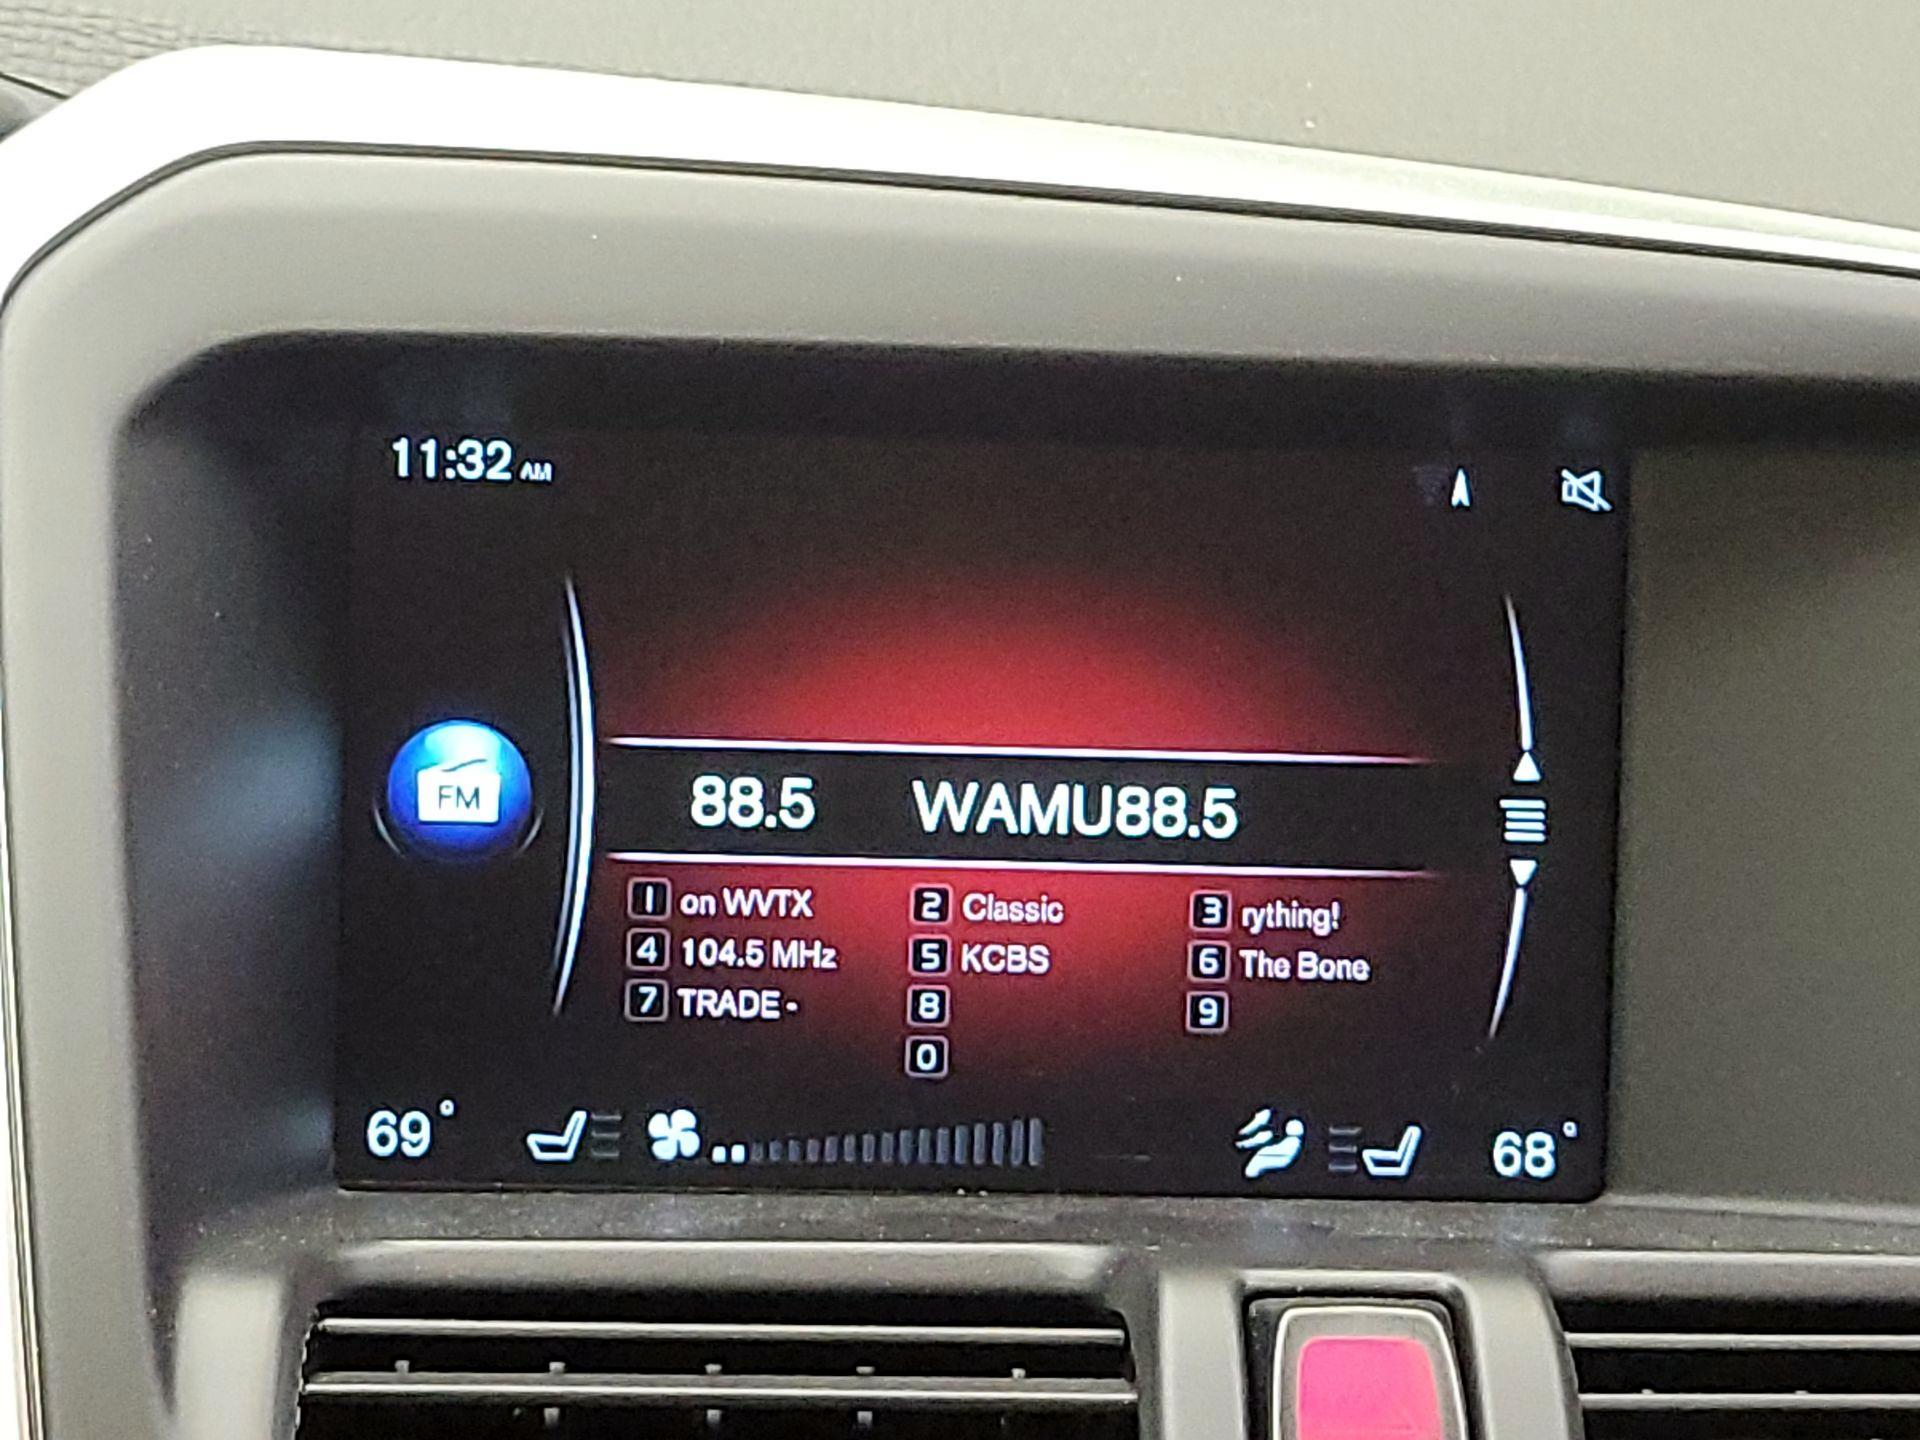 11:32 AM
FM
88.5 WAMU88.5
1 on WVTX 2 Classic 3 rything!
4 104.5 MHz 5 KCBS 6 The Bone
7 TRADE - 8 9
0
69° 68°